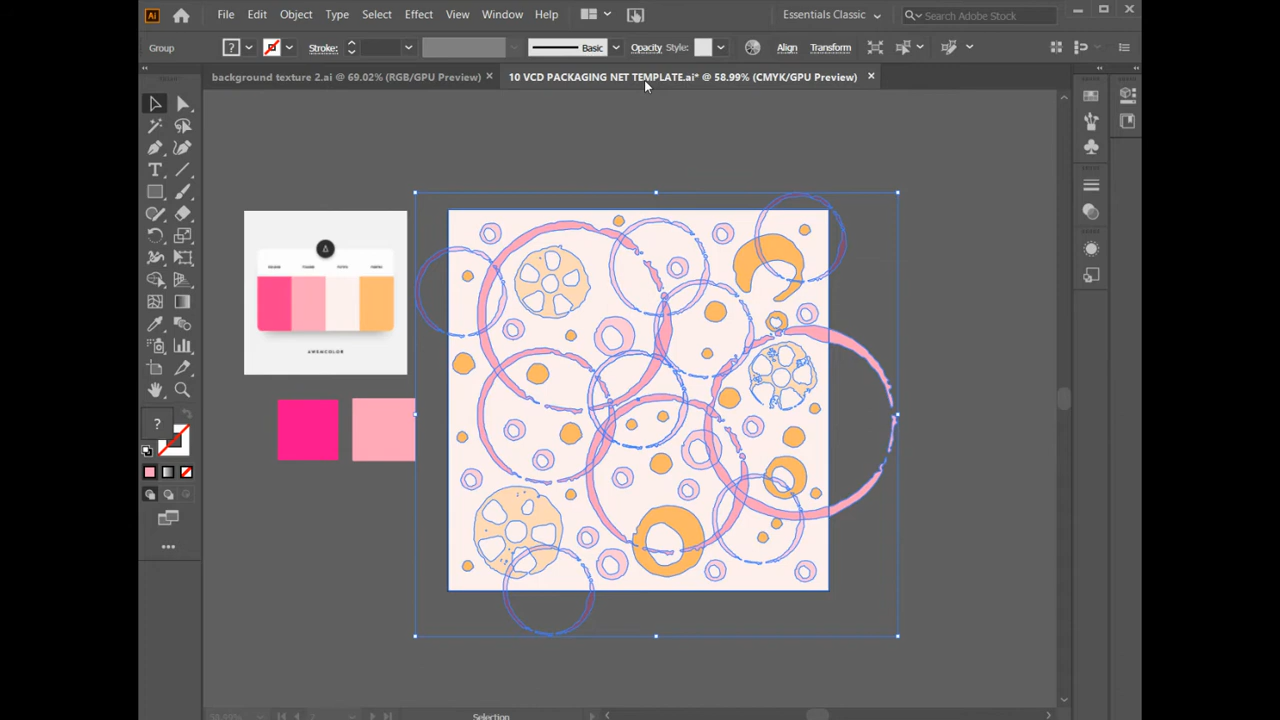 Ai File Edit Object Type Select Effect View Window Help Essentials Classic Search Adobe Stock
Group ? Stroke: Basic Opacity Style: Align Transform
background texture 2.ai @ 69.02% (RGB/GPU Preview) × 10 VCD PACKAGING NET TEMPLATE.ai* @ 58.99% (CMYK/GPU Preview) ×
T
?
Selection